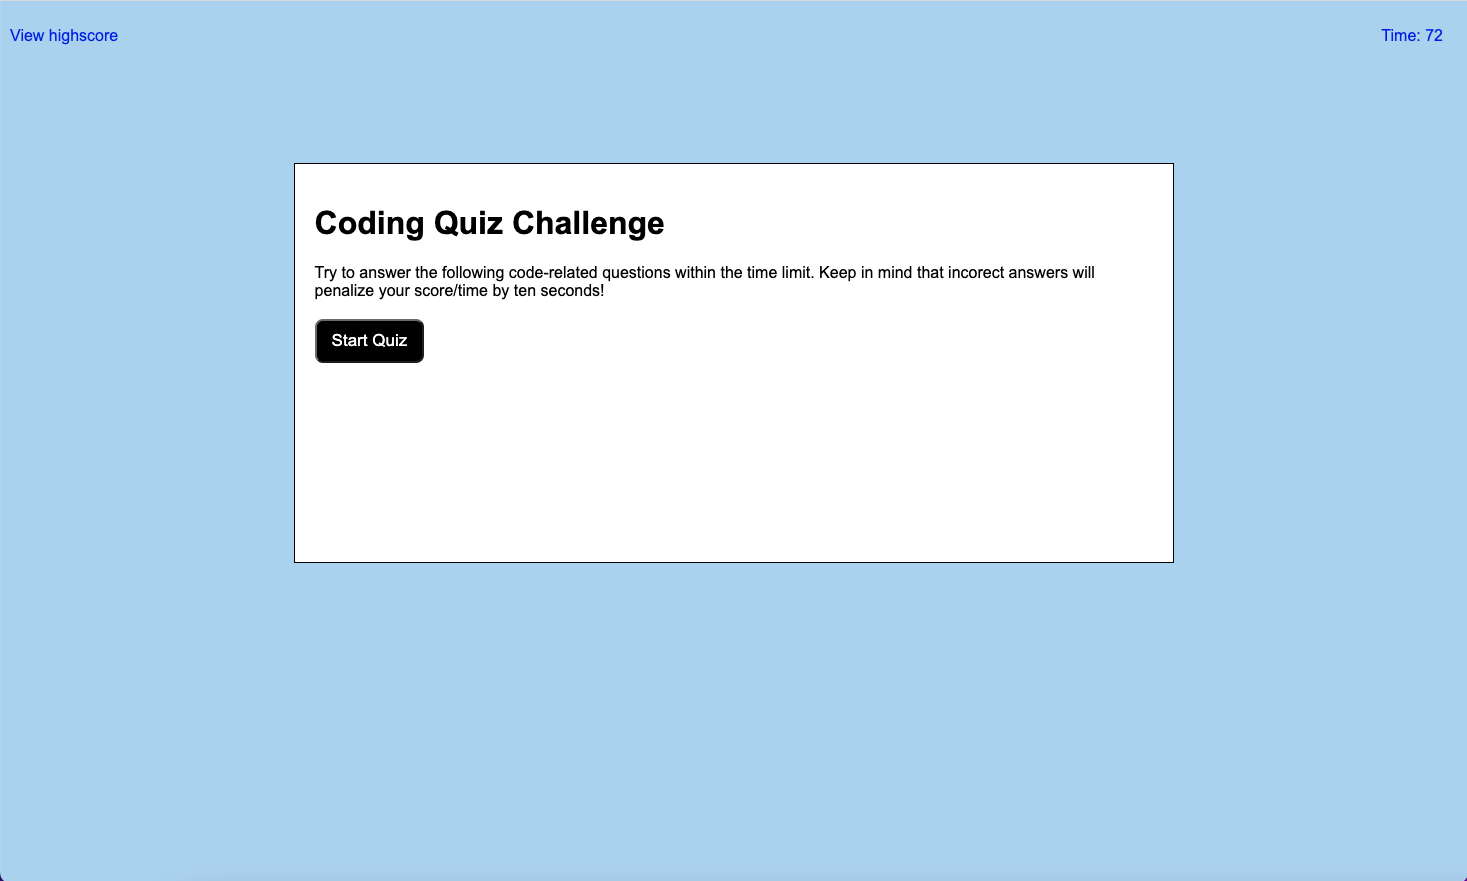 View highscore
Time: 72
Coding Quiz Challenge
Try to answer the following code-related questions within the time limit. Keep in mind that incorect answers will
penalize your score/time by ten seconds!
Start Quiz